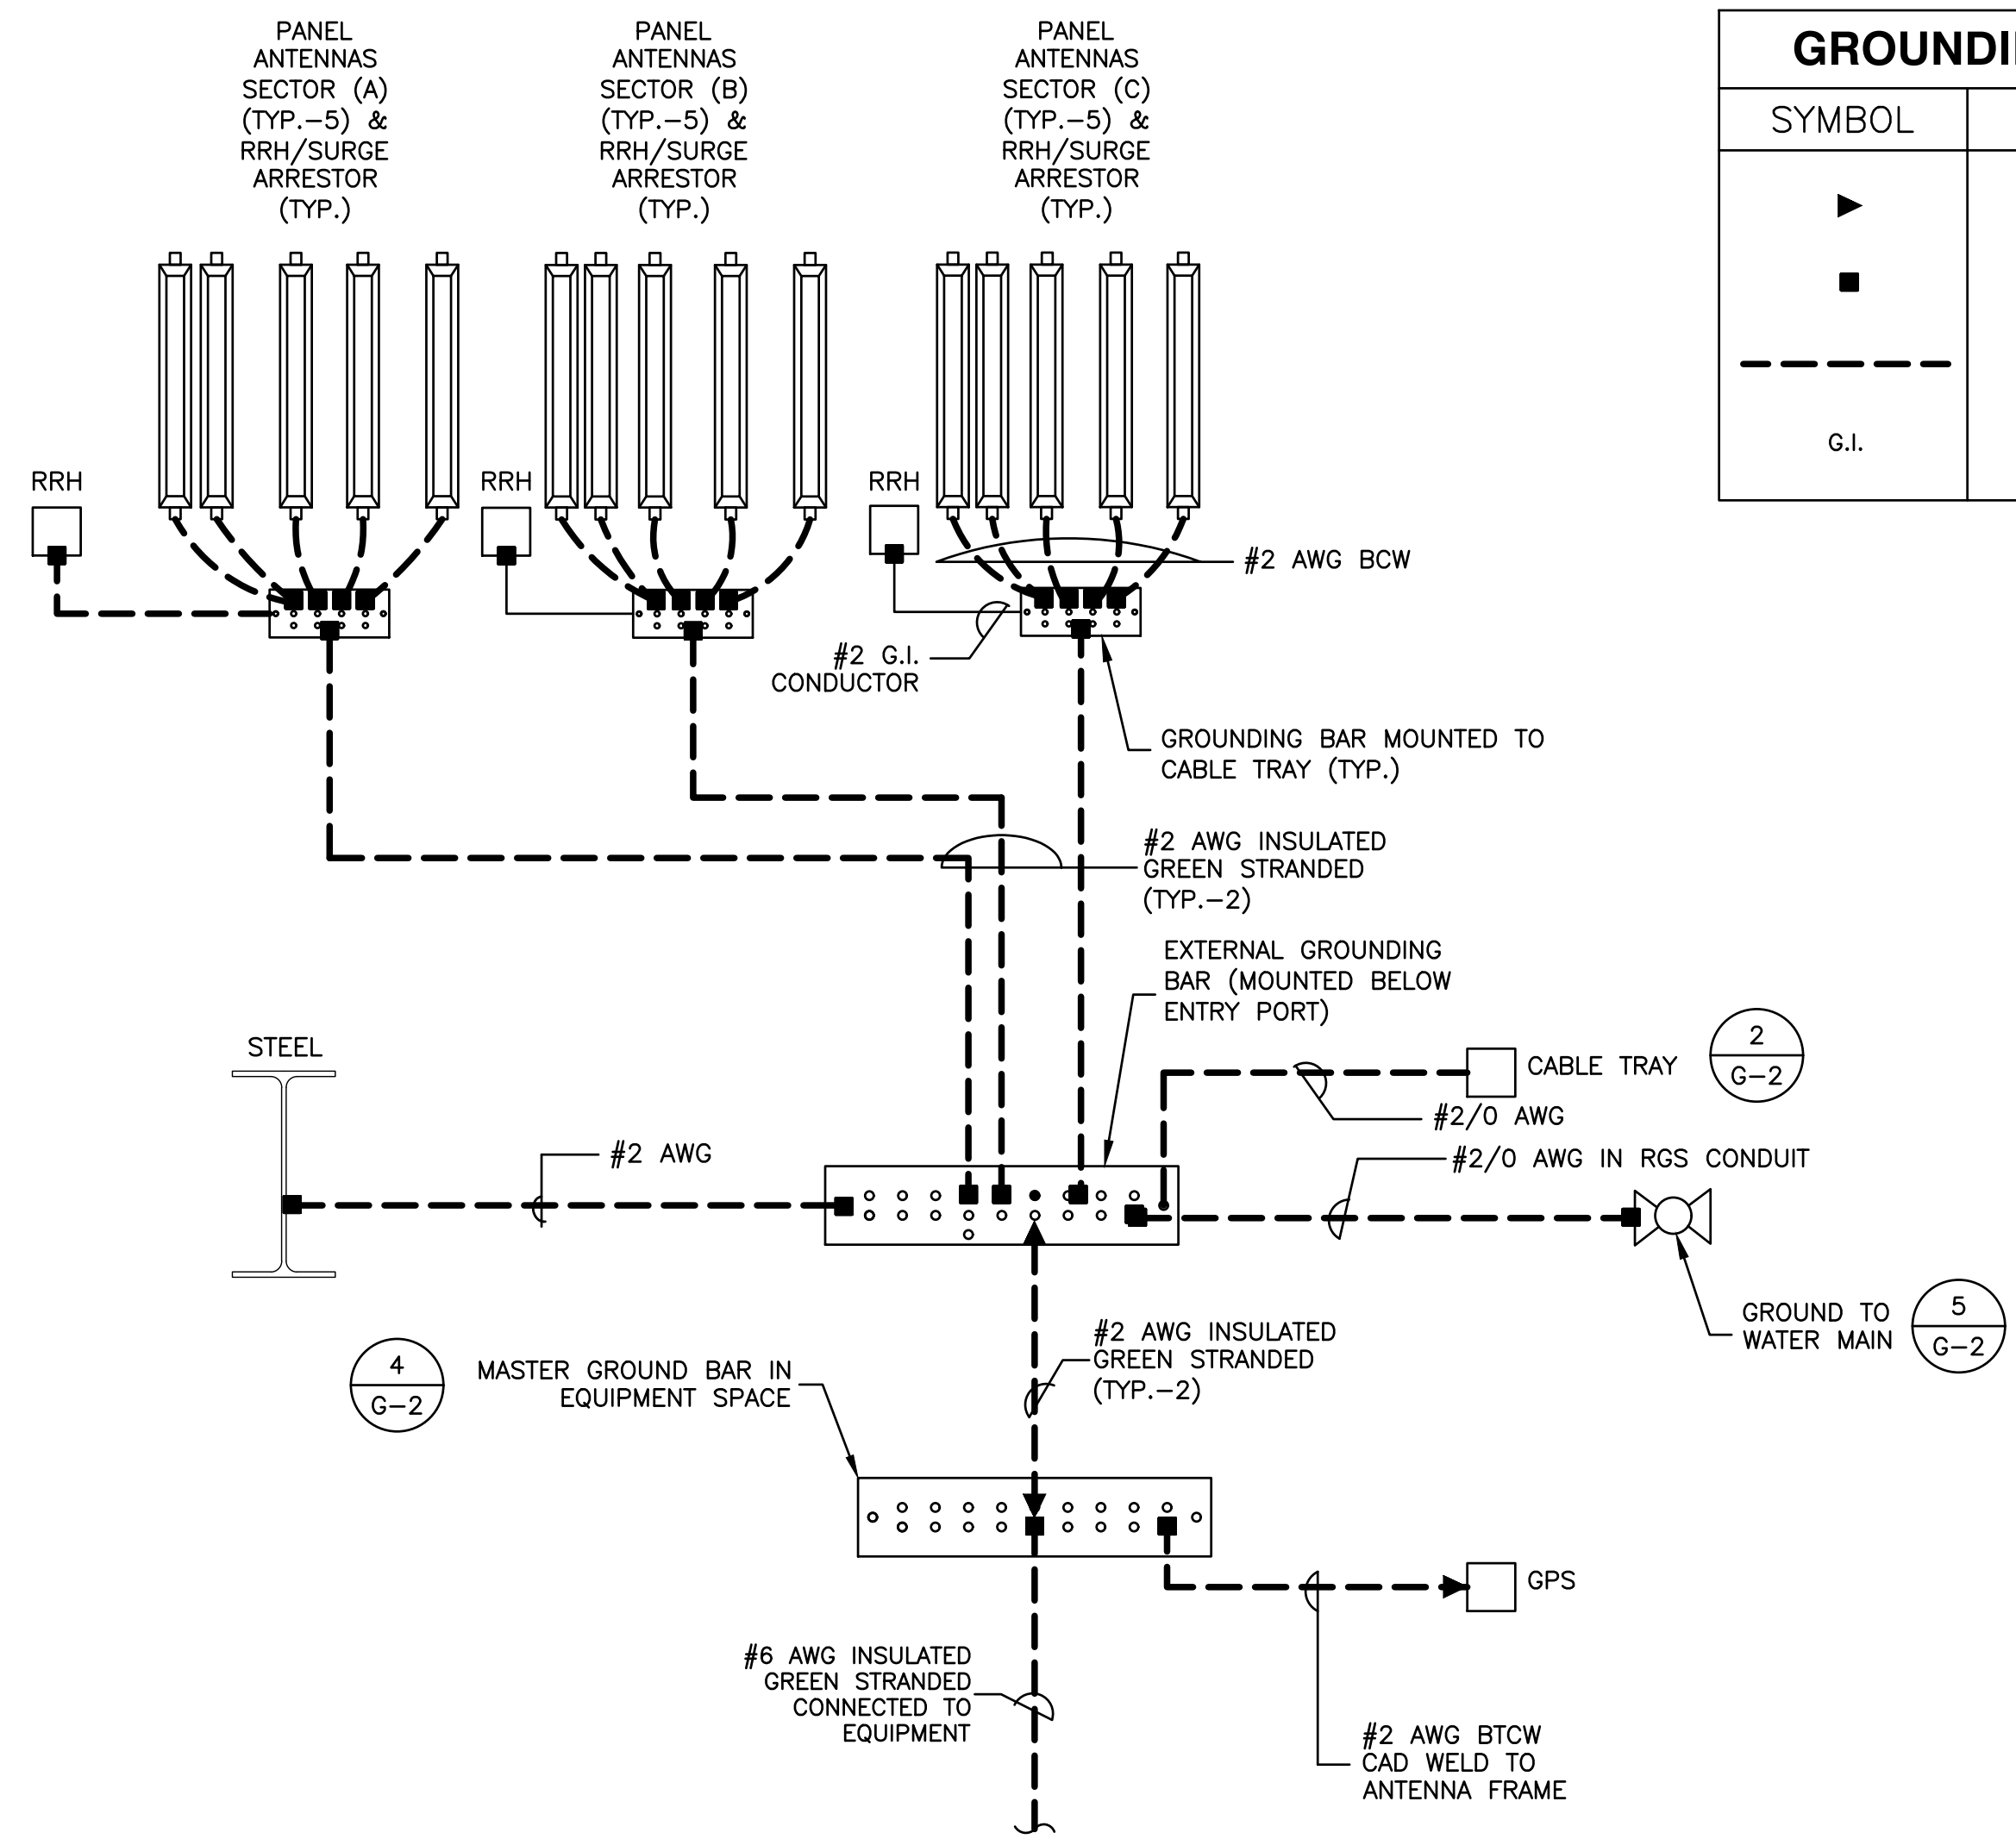 PANEL
ANTENNAS
SECTOR (A)
(TYP.-5) &
RRH/SURGE
ARRESTOR
(TYP.)
PANEL
ANTENNAS
SECTOR (B)
(TYP.-5) &
RRH/SURGE
ARRESTOR
(TYP.)
PANEL
ANTENNAS
SECTOR (C)
(TYP.-5) &
RRH/SURGE
ARRESTOR
(TYP.)
SYMBOL
G.I.
RRH
RRH
RRH
#2 AWG BCW
#2 G.I.
CONDUCTOR
GROUNDING BAR MOUNTED TO
CABLE TRAY (TYP.)
#2 AWG INSULATED
GREEN STRANDED
(TYP.-2)
EXTERNAL GROUNDING
BAR (MOUNTED BELOW
ENTRY PORT)
STEEL
#2 AWG
CABLE TRAY
2
G-2
#2/0 AWG
#2/0 AWG IN RGS CONDUIT
GROUND TO
WATER MAIN
5
G-2
4
G-2
MASTER GROUND BAR IN
EQUIPMENT SPACE
#2 AWG INSULATED
GREEN STRANDED
(TYP.-2)
GPS
#6 AWG INSULATED
GREEN STRANDED
CONNECTED TO
EQUIPMENT
#2 AWG BTCW
CAD WELD TO
ANTENNA FRAME